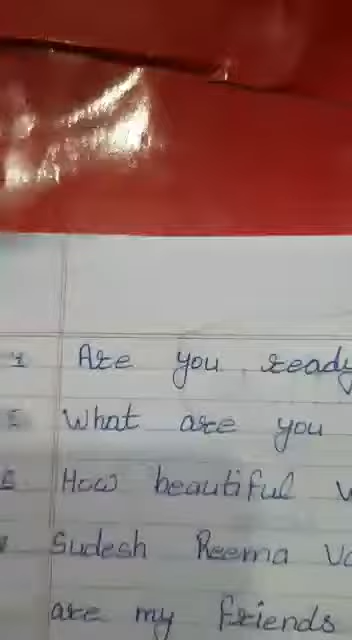 Are you ready
What are you
How beautiful
Sudesh Reema
are my friends